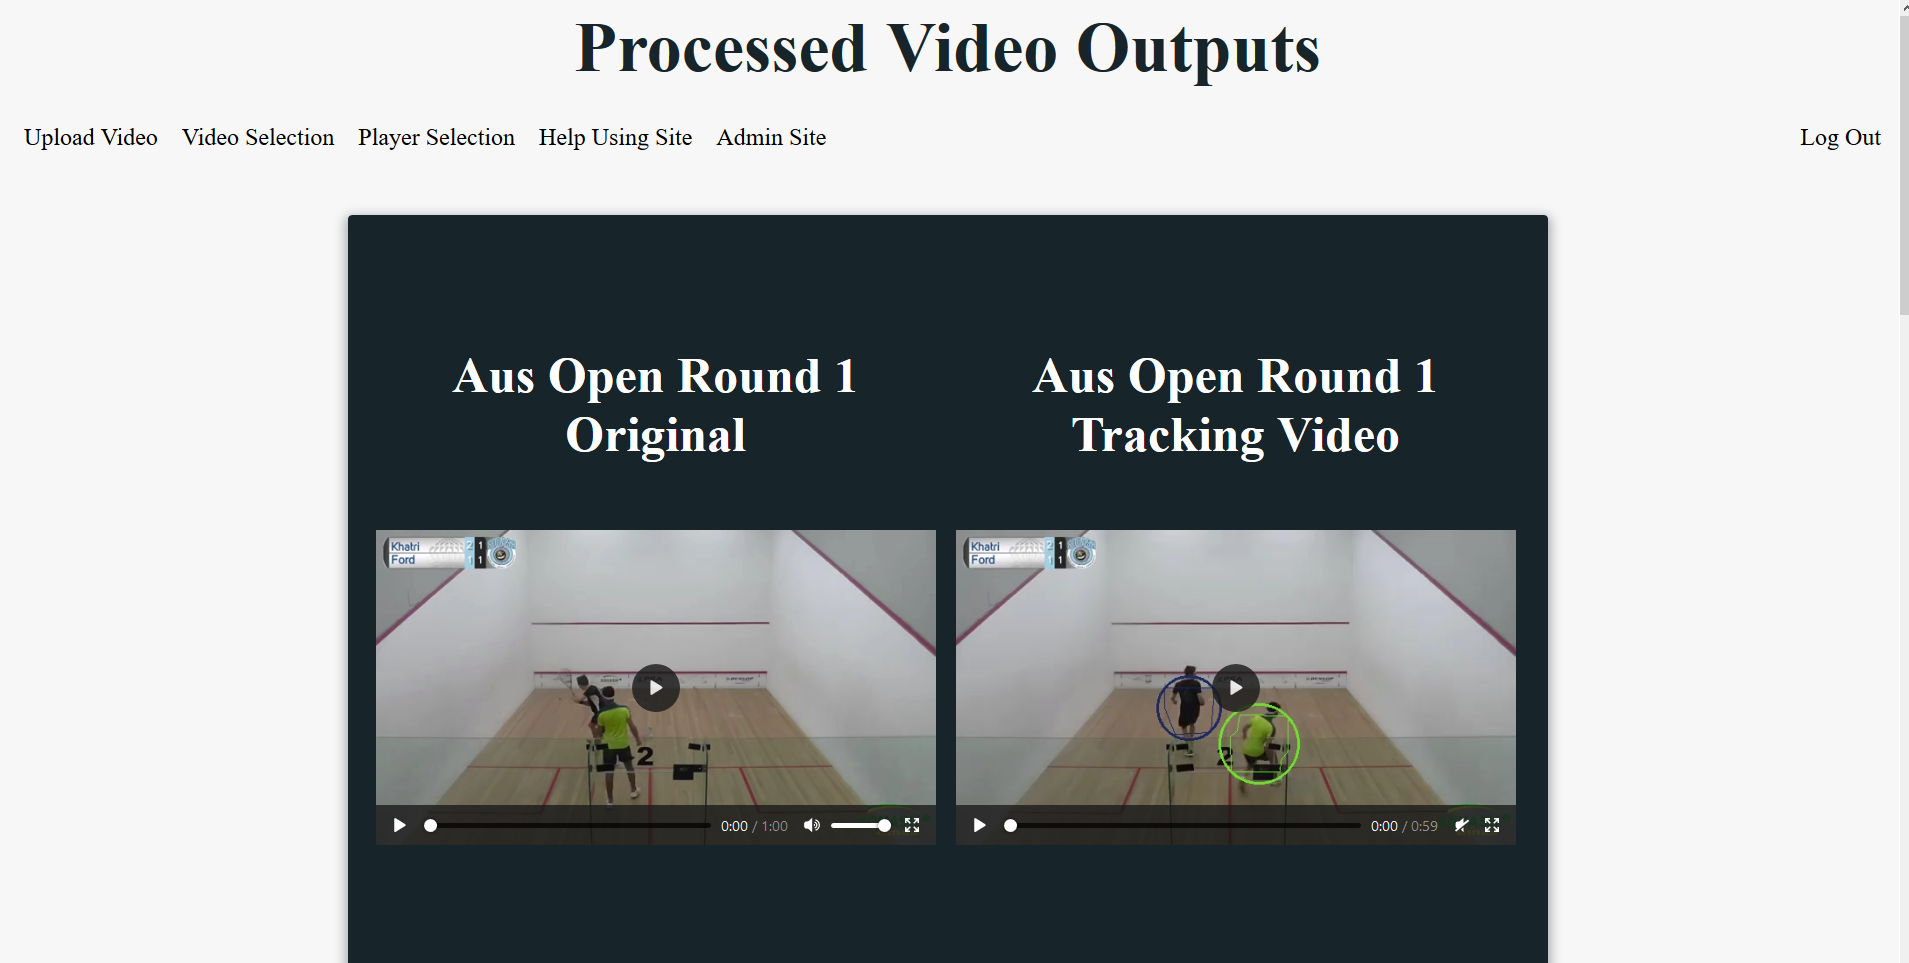 Processed Video Outputs
Upload Video Video Selection Player Selection Help Using Site Admin Site Log Out
Aus Open Round 1
Original
Aus Open Round 1
Tracking Video
Khatri 2 1
Ford 1 1
2
0:00 / 1:00
Khatri 2 1
Ford 1 1
2
0:00 / 0:59